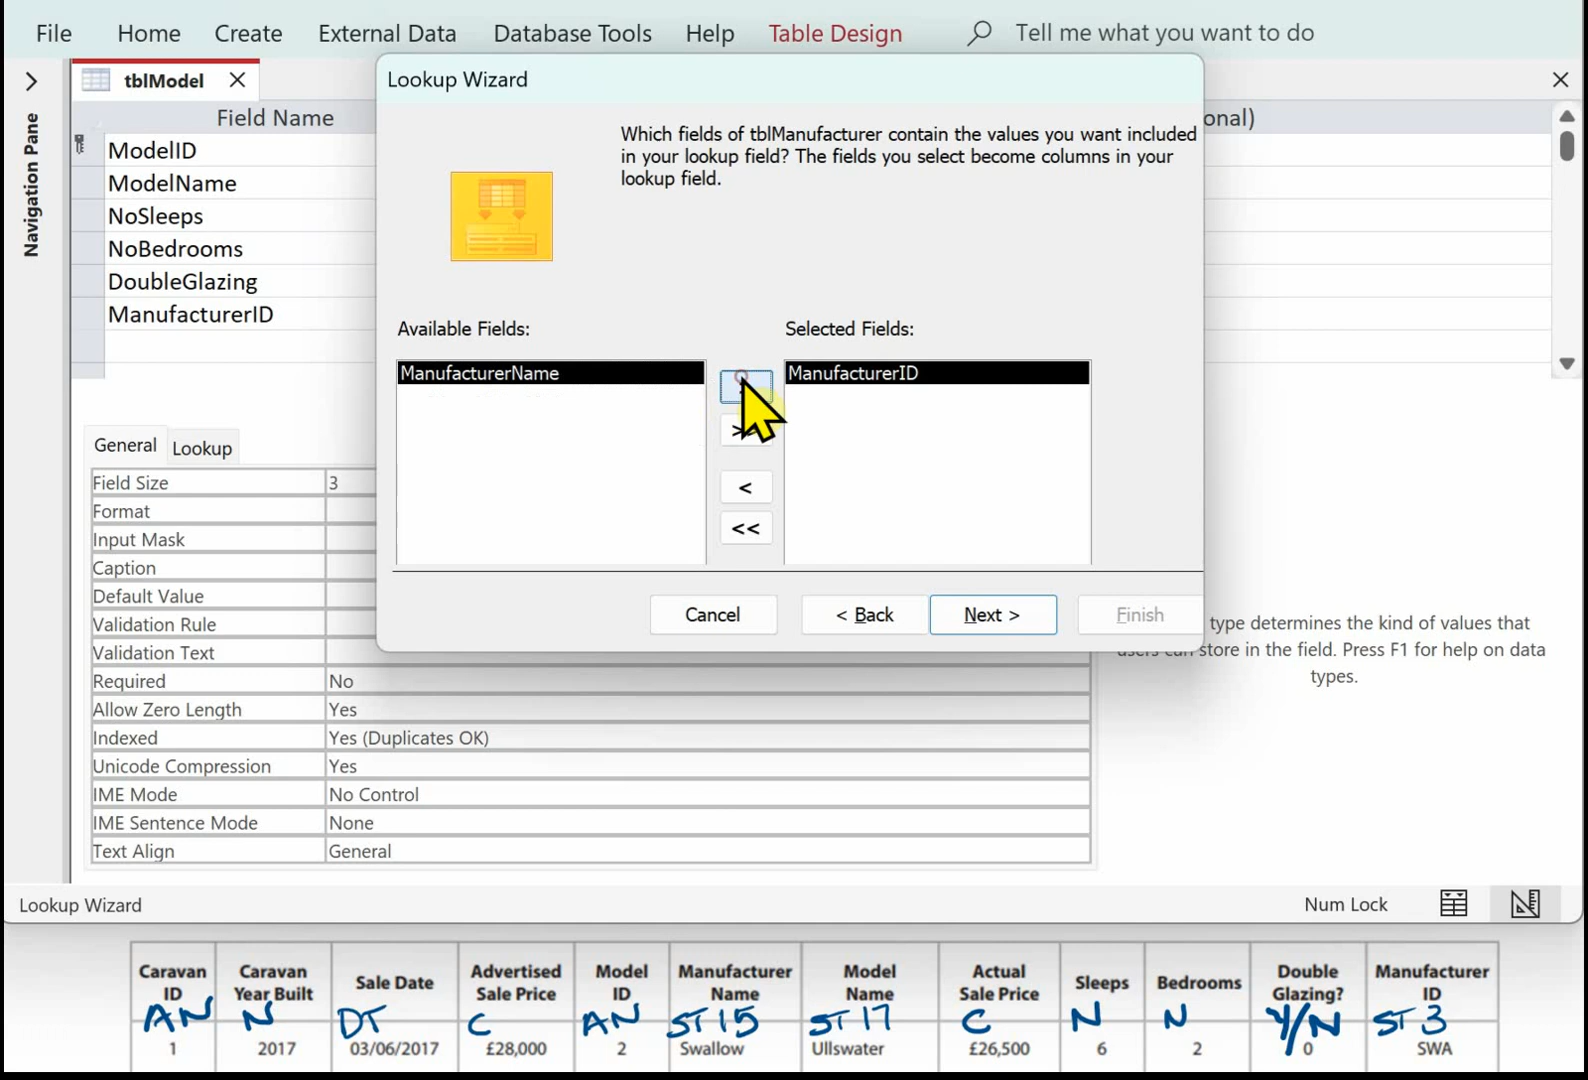 File Home Create External Data Database Tools Help Table Design Tell me what you want to do
tblModel
Lookup Wizard
Navigation Pane
Field Name
onal)
ModelID
ModelName
NoSleeps
NoBedrooms
DoubleGlazing
ManufacturerID
Which fields of tblManufacturer contain the values you want included
in your lookup field? The fields you select become columns in your
lookup field.
Available Fields:
Selected Fields:
ManufacturerName
ManufacturerID
<
<<
Cancel
< Back
Next >
Finish
General Lookup
Field Size 3
Format
Input Mask
Caption
Default Value
Validation Rule
Validation Text
Required No
Allow Zero Length Yes
Indexed Yes (Duplicates OK)
Unicode Compression Yes
IME Mode No Control
IME Sentence Mode None
Text Align General
type determines the kind of values that
users can store in the field. Press F1 for help on data
types.
Lookup Wizard
Num Lock
Caravan ID Caravan Year Built Sale Date Advertised Sale Price Model ID Manufacturer Name Model Name Actual Sale Price Sleeps Bedrooms Double Glazing? Manufacturer ID
AN N DT C AN ST 15 ST 17 C N N Y/N ST 3
1 2017 03/06/2017 £28,000 2 Swallow Ullswater £26,500 6 2 0 SWA